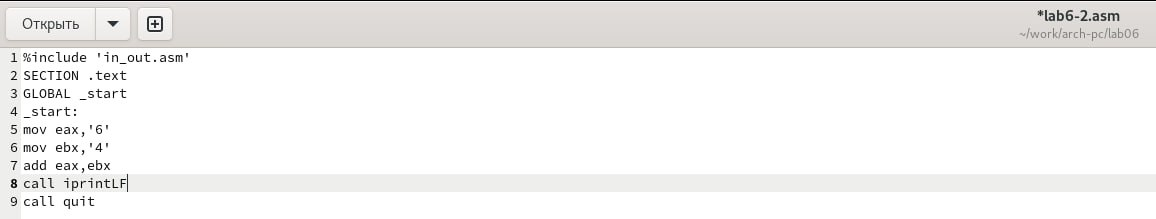 Открыть
*lab6-2.asm
~/work/arch-pc/lab06
1 %include 'in_out.asm'
2 SECTION .text
3 GLOBAL _start
4 _start:
5 mov eax,'6'
6 mov ebx,'4'
7 add eax,ebx
8 call iprintLF
9 call quit